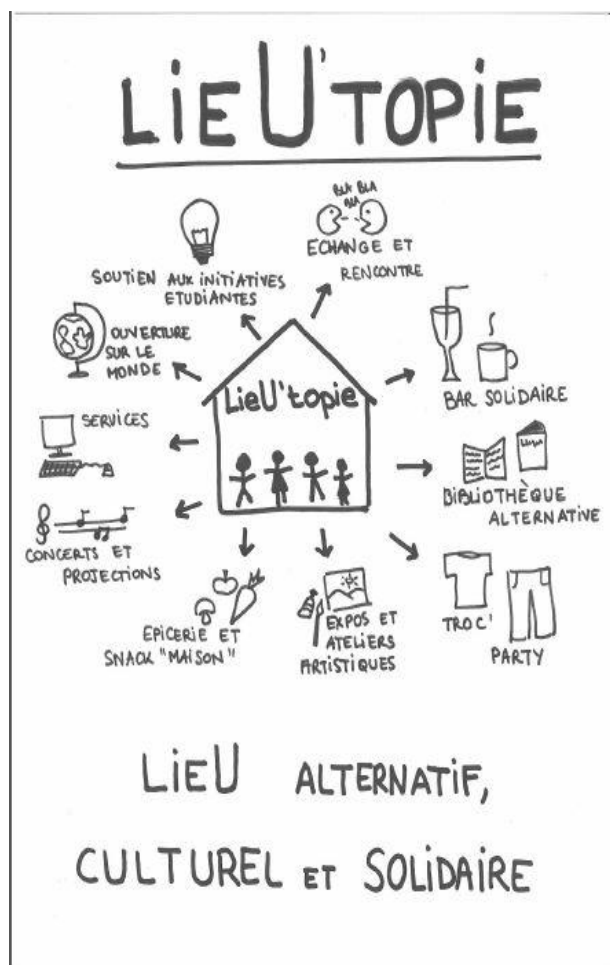 LieU'TOPIE
BLA BLA
BLA
ECHANGE ET
RENCONTRE
SOUTIEN AUX INITIATIVES
ETUDIANTES
OUVERTURE
SUR LE
MONDE
SERVICES
CONCERTS ET
PROJECTIONS
EPICERIE ET
SNACK "MAISON"
EXPOS ET
ATELIERS
ARTISTIQUES
TROC'
PARTY
BIBLIOTHÈQUE
ALTERNATIVE
BAR SOLIDAIRE
LieU'topie
LieU ALTERNATIF,
CULTUREL ET SOLIDAIRE